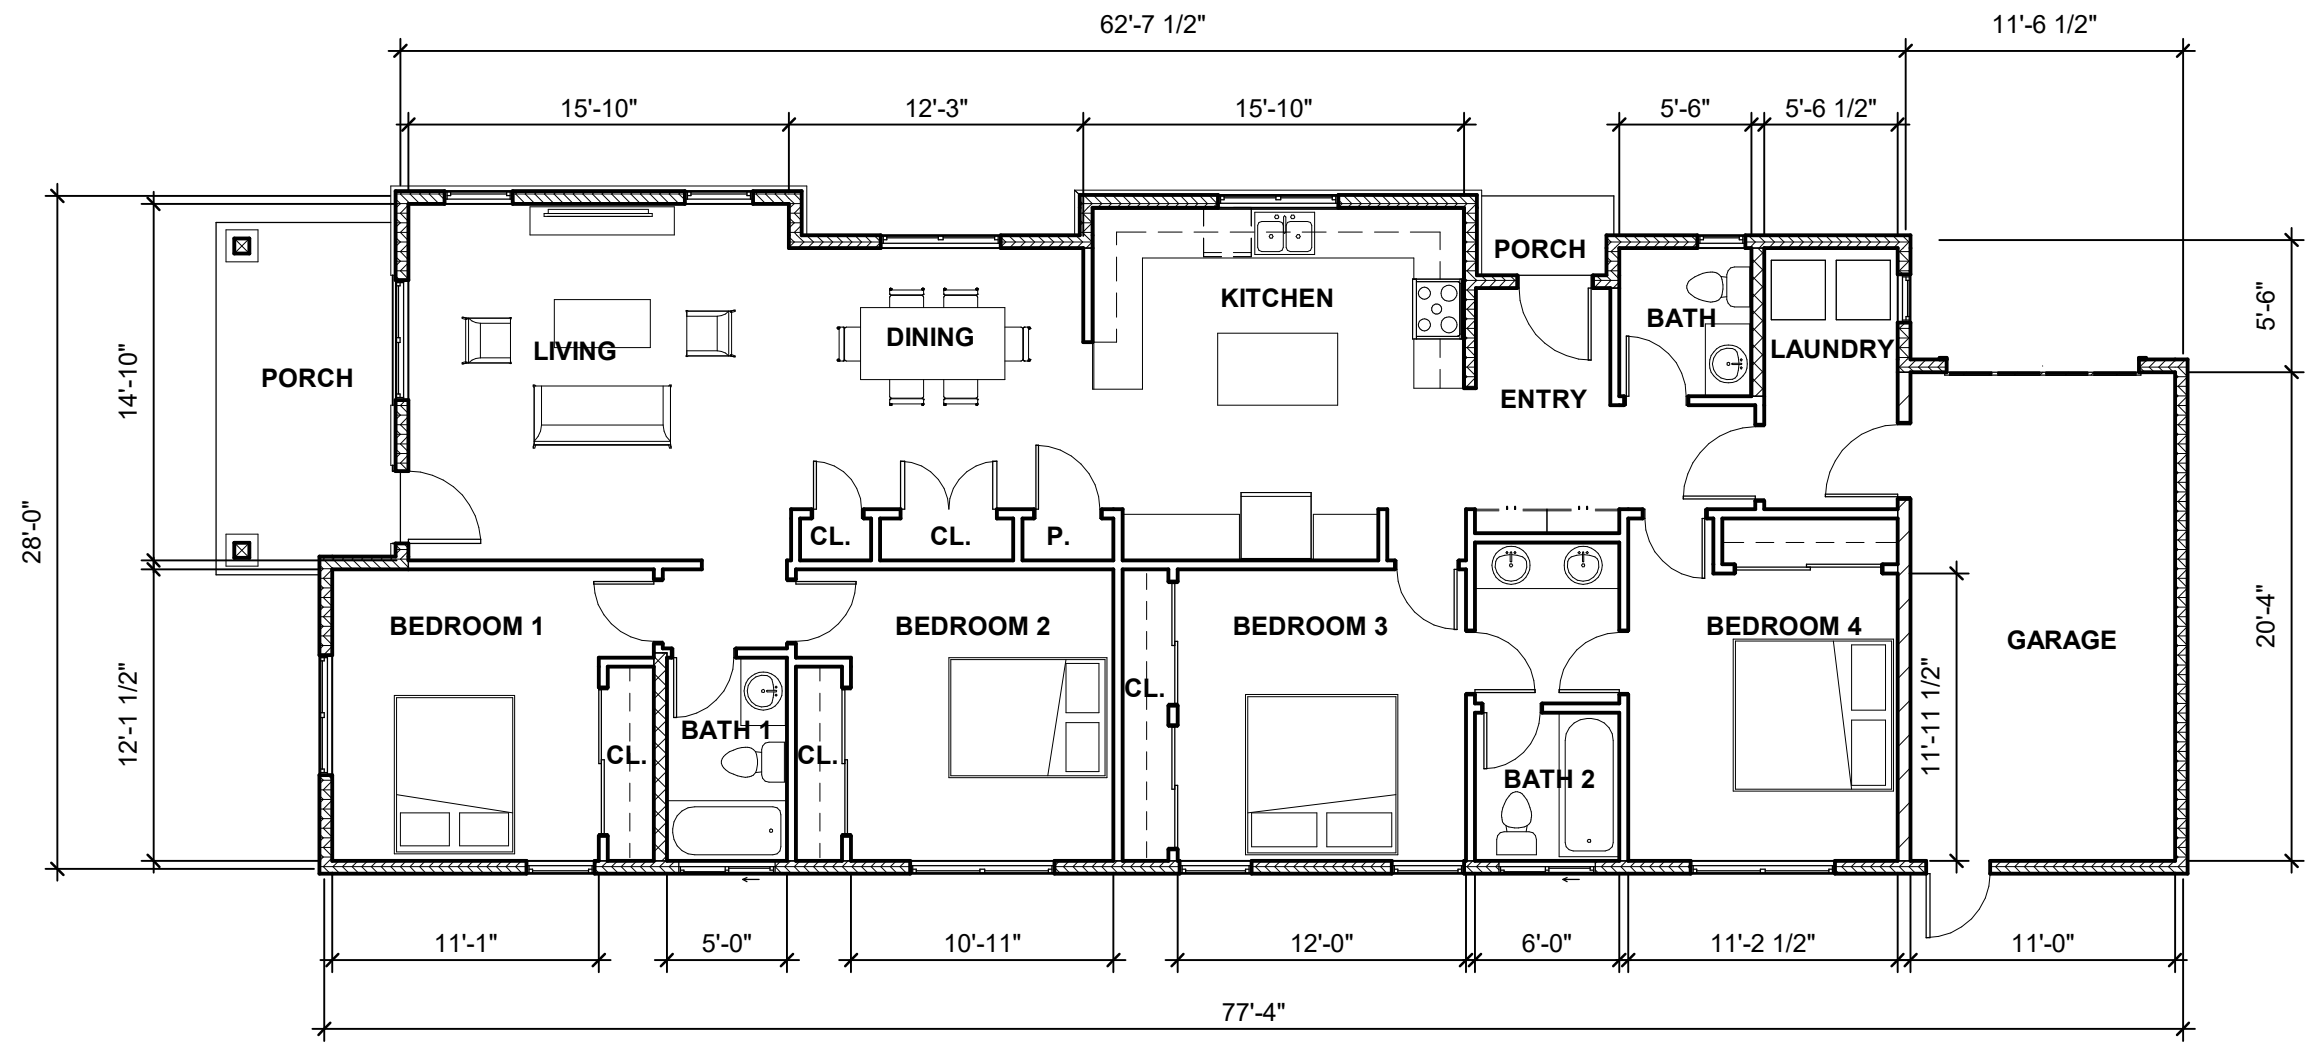 62'-7 1/2"
11'-6 1/2"
15'-10"
12'-3"
15'-10"
5'-6"
5'-6 1/2"
PORCH
KITCHEN
BATH
DINING
LIVING
LAUNDRY
PORCH
ENTRY
14'-10"
28'-0"
5'-6"
CL.
CL.
P.
BEDROOM 1
BEDROOM 2
BEDROOM 3
BEDROOM 4
GARAGE
20'-4"
CL.
12'-1 1/2"
11'-11 1/2"
BATH 1
CL.
CL.
BATH 2
11'-1"
5'-0"
10'-11"
12'-0"
6'-0"
11'-2 1/2"
11'-0"
77'-4"